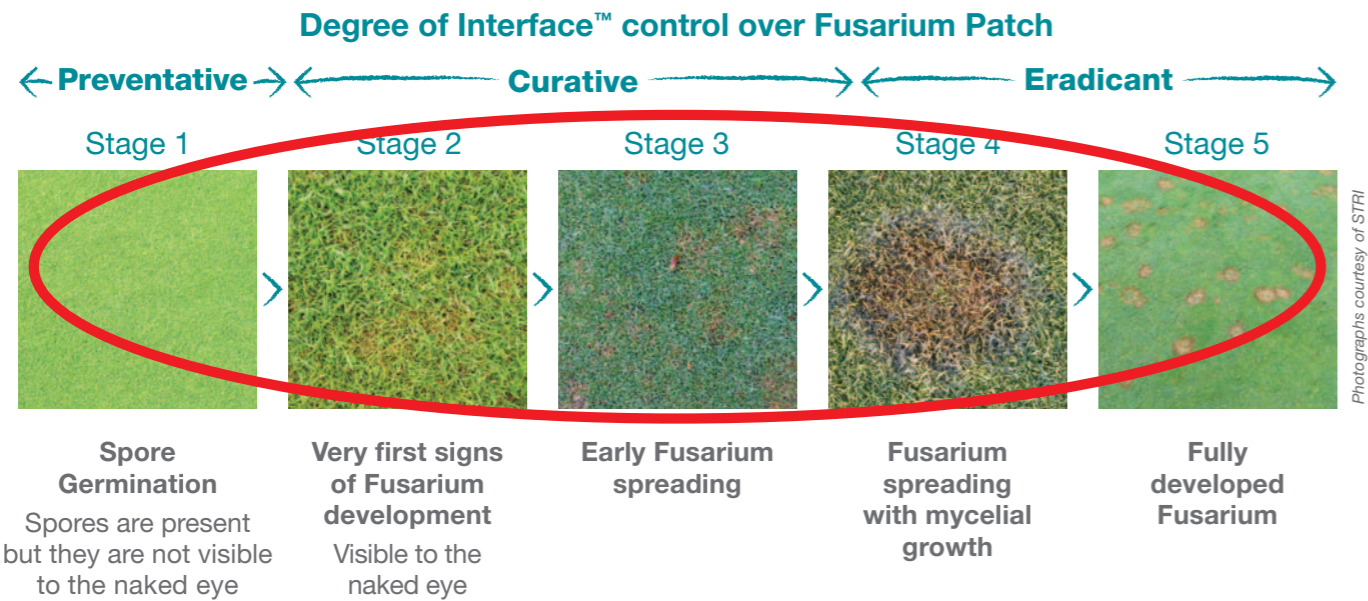 Degree of Interface™ control over Fusarium Patch
Preventative
Curative
Eradicant
Stage 1
Stage 2
Stage 3
Stage 4
Stage 5
Photographs courtesy of STRI
Spore
Germination
Spores are present
but they are not visible
to the naked eye
Very first signs
of Fusarium
development
Visible to the
naked eye
Early Fusarium
spreading
Fusarium
spreading
with mycelial
growth
Fully
developed
Fusarium